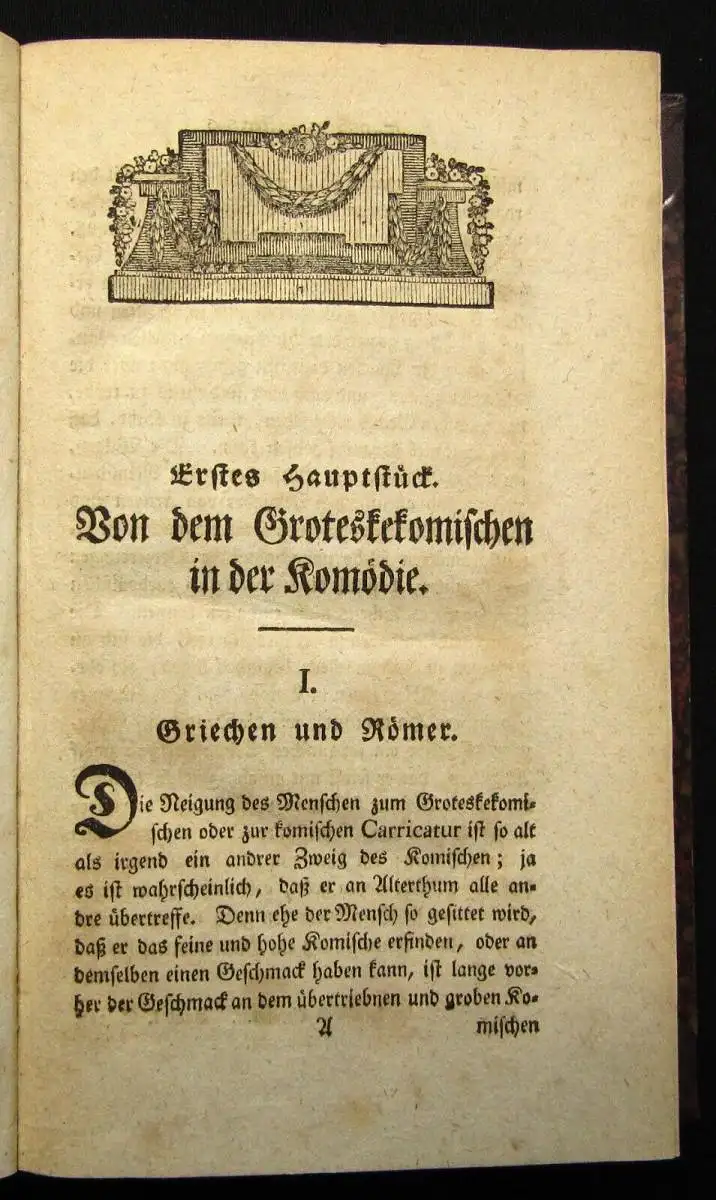 Erstes Hauptstück.
Von dem Groteskekomischen
in der Komödie.
I.
Griechen und Römer.
Die Neigung des Menschen zum Groteskekomi-
schen oder zur komischen Carricatur ist so alt
als irgend ein andrer Zweig des Komischen; ja
es ist wahrscheinlich, daß er an Alterthum alle an-
dre übertreffe. Denn ehe der Mensch so gesittet wird,
daß er das feine und hohe Komische erfinden, oder an
demselben einen Geschmack haben kann, ist lange vor-
her der Geschmack an dem übertriebnen und groben Ko-
A mischen